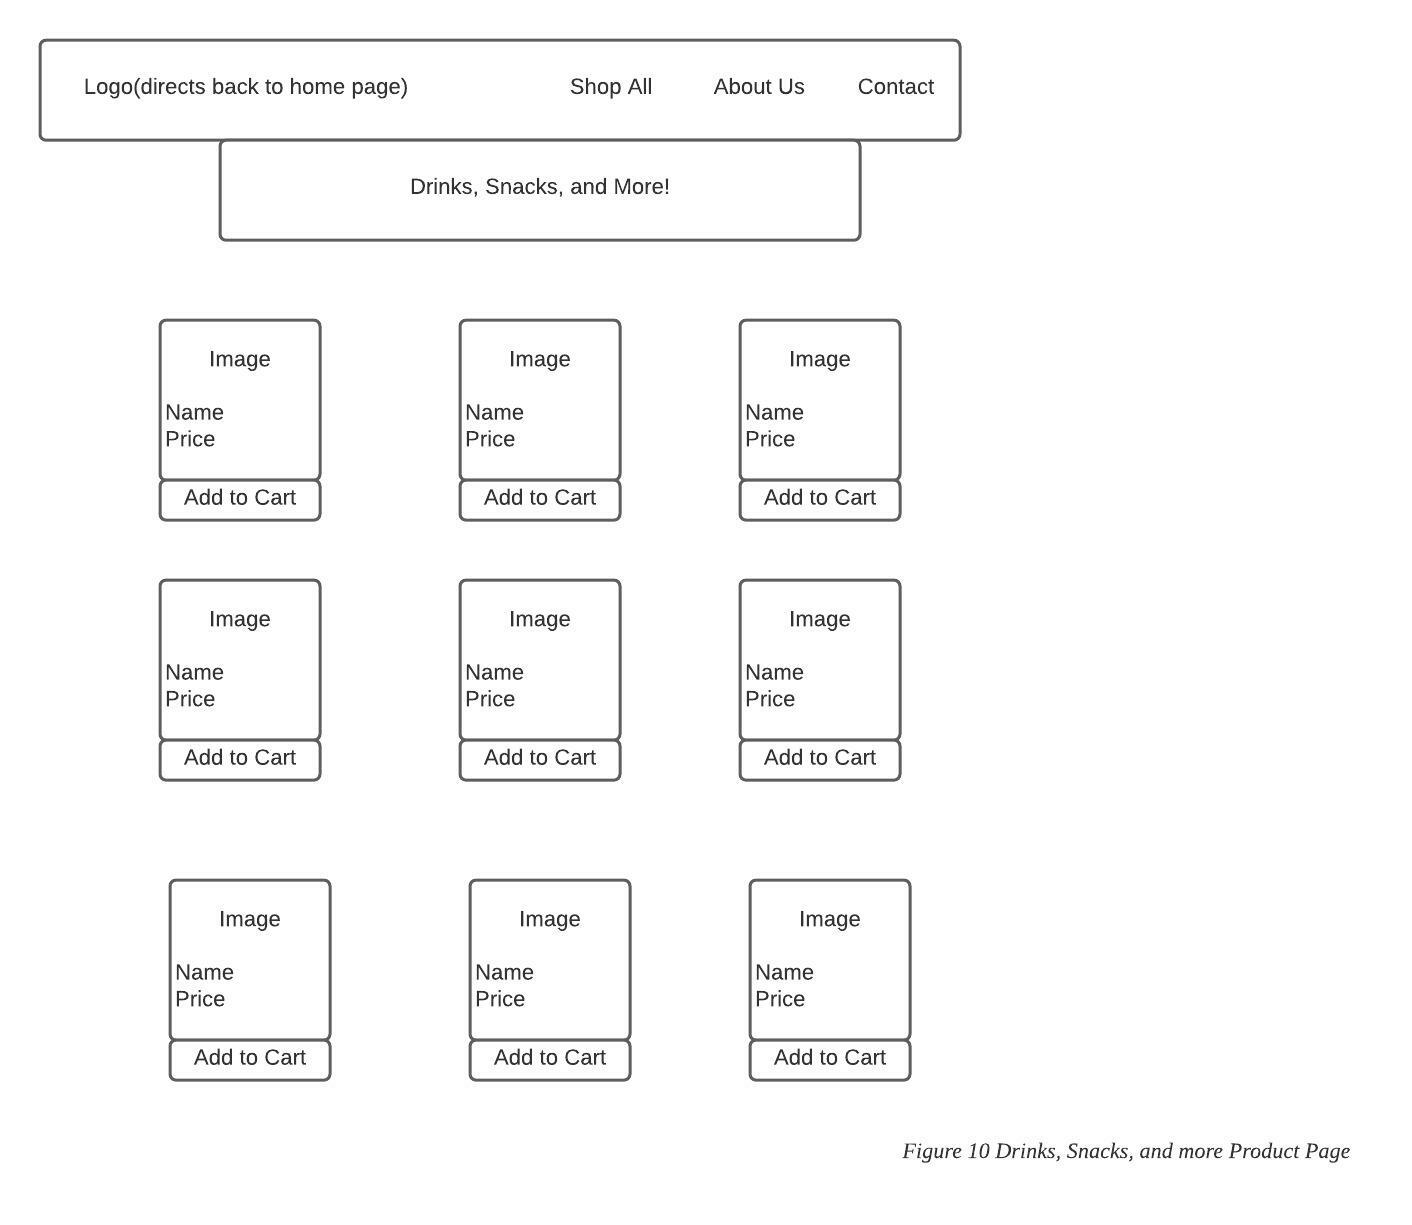 Logo(directs back to home page) Shop All About Us Contact
Drinks, Snacks, and More!
Image Image Image
Name Name Name
Price Price Price
Add to Cart Add to Cart Add to Cart
Image Image Image
Name Name Name
Price Price Price
Add to Cart Add to Cart Add to Cart
Image Image Image
Name Name Name
Price Price Price
Add to Cart Add to Cart Add to Cart
Figure 10 Drinks, Snacks, and more Product Page